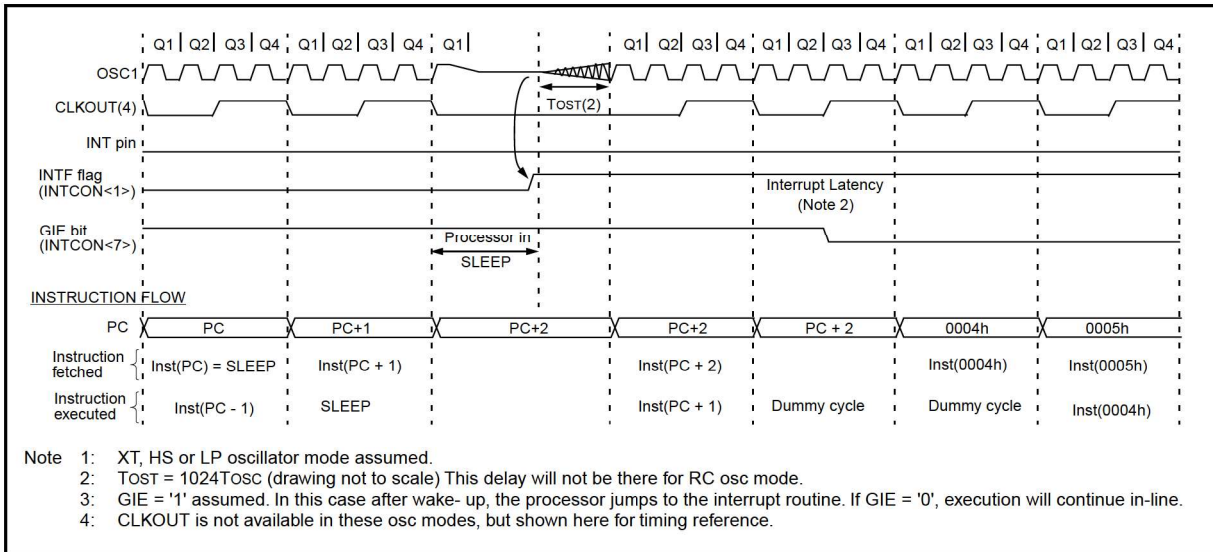 Q1 Q2 Q3 Q4 Q1 Q2 Q3 Q4 Q1 Q1 Q2 Q3 Q4 Q1 Q2 Q3 Q4 Q1 Q2 Q3 Q4 Q1 Q2 Q3 Q4
OSC1
TOST(2)
CLKOUT(4)
INT pin
INTF flag
(INTCON<1>)
Interrupt Latency
(Note 2)
GIE bit
(INTCON<7>)
Processor in
SLEEP
INSTRUCTION FLOW
PC PC PC+1 PC+2 PC+2 PC + 2 0004h 0005h
Instruction
fetched
Inst(PC) = SLEEP Inst(PC + 1) Inst(PC + 2) Inst(0004h) Inst(0005h)
Instruction
executed
Inst(PC - 1) SLEEP Inst(PC + 1) Dummy cycle Dummy cycle Inst(0004h)
Note 1: XT, HS or LP oscillator mode assumed.
2: TOST = 1024TOSC (drawing not to scale) This delay will not be there for RC osc mode.
3: GIE = '1' assumed. In this case after wake- up, the processor jumps to the interrupt routine. If GIE = '0', execution will continue in-line.
4: CLKOUT is not available in these osc modes, but shown here for timing reference.